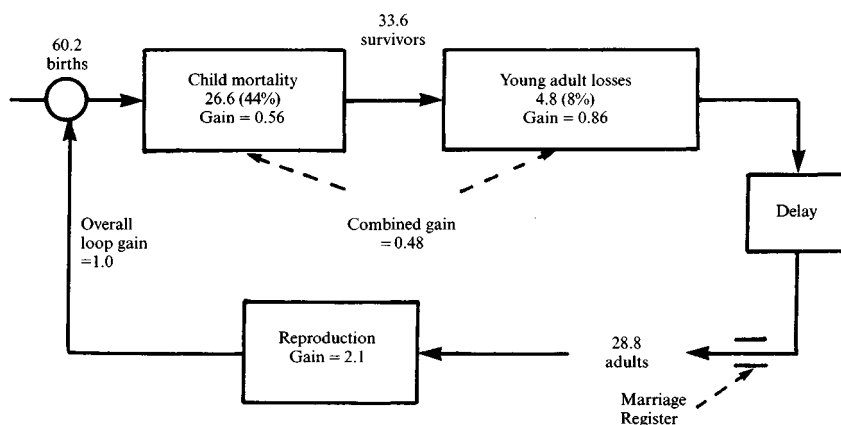 60.2
births
Child mortality
26.6 (44%)
Gain = 0.56
33.6
survivors
Young adult losses
4.8 (8%)
Gain = 0.86
Delay
Overall
loop gain
=1.0
Combined gain
= 0.48
Reproduction
Gain = 2.1
28.8
adults
Marriage
Register